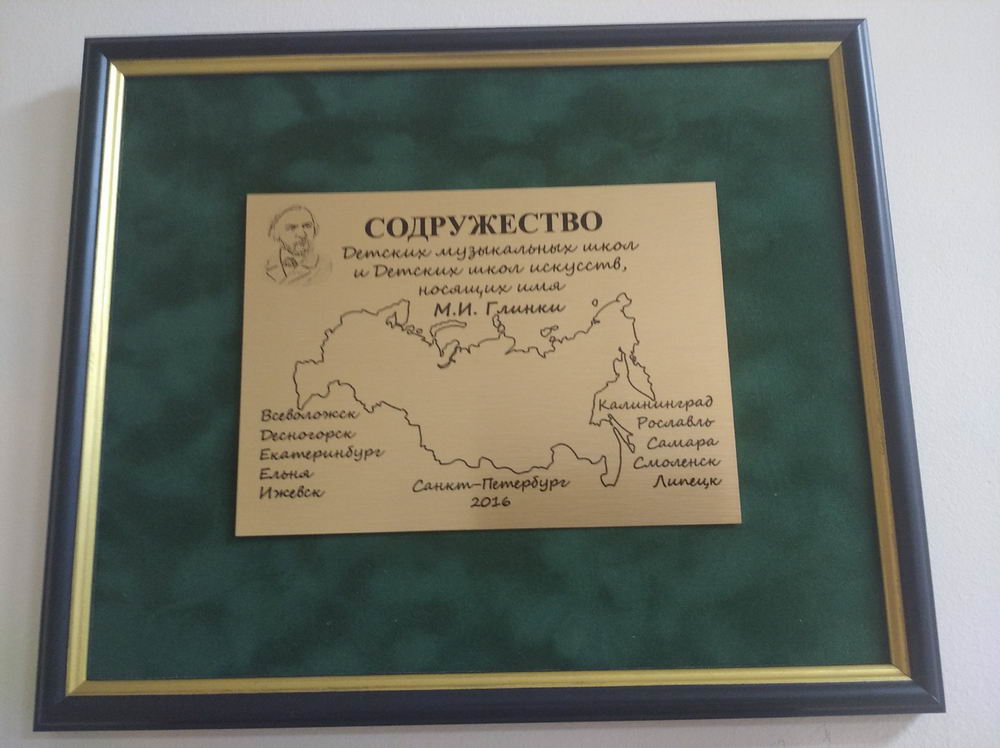 СОДРУЖЕСТВО
Детских музыкальных школ
и Детских школ искусств,
носящих имя
М.И. Глинки
Всеволожск
Десногорск
Екатеринбург
Ельня
Ижевск
Калининград
Рославль
Самара
Смоленск
Липецк
Санкт-Петербург
2016